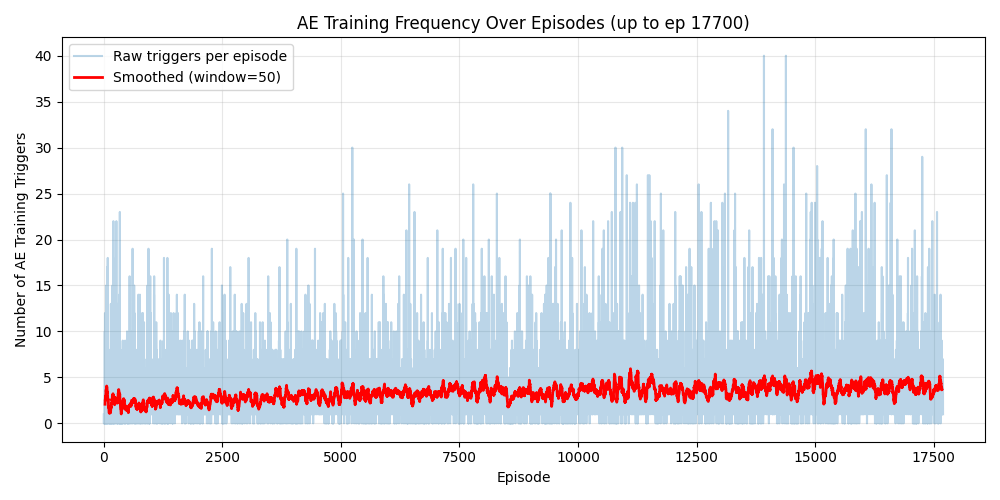 AE Training Frequency Over Episodes (up to ep 17700)
Raw triggers per episode
Smoothed (window=50)
Number of AE Training Triggers
40
35
30
25
20
15
10
5
0
0 2500 5000 7500 10000 12500 15000 17500
Episode